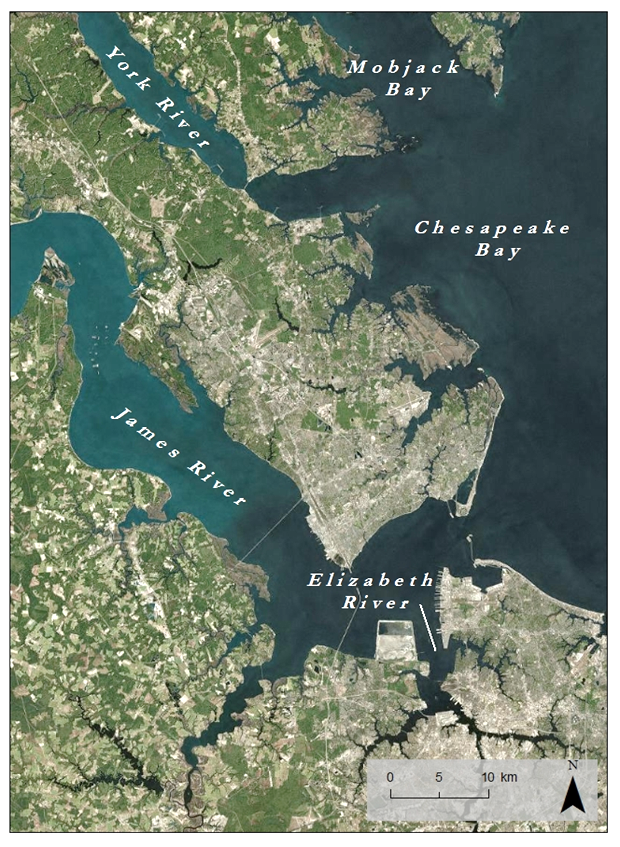 York River
Mobjack
Bay
Chesapeake
Bay
James River
Elizabeth
River
0 5 10 km
N